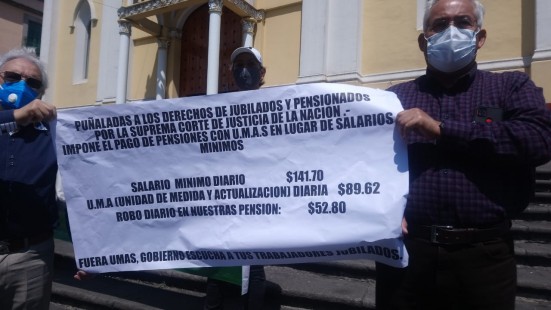 PUÑALADAS A LOS DERECHOS DE JUBILADOS Y PENSIONADOS
POR LA SUPREMA CORTE DE JUSTICIA DE LA NACION .-
IMPONE EL PAGO DE PENSIONES CON U.M.A.S EN LUGAR DE SALARIOS
MINIMOS
SALARIO MINIMO DIARIO $141.70
U.M.A (UNIDAD DE MEDIDA Y ACTUALIZACION) DIARIA $89.62
ROBO DIARIO EN NUESTRAS PENSION: $52.80
FUERA UMAS, GOBIERNO ESCUCHA A TUS TRABAJADORES JUBILADOS.